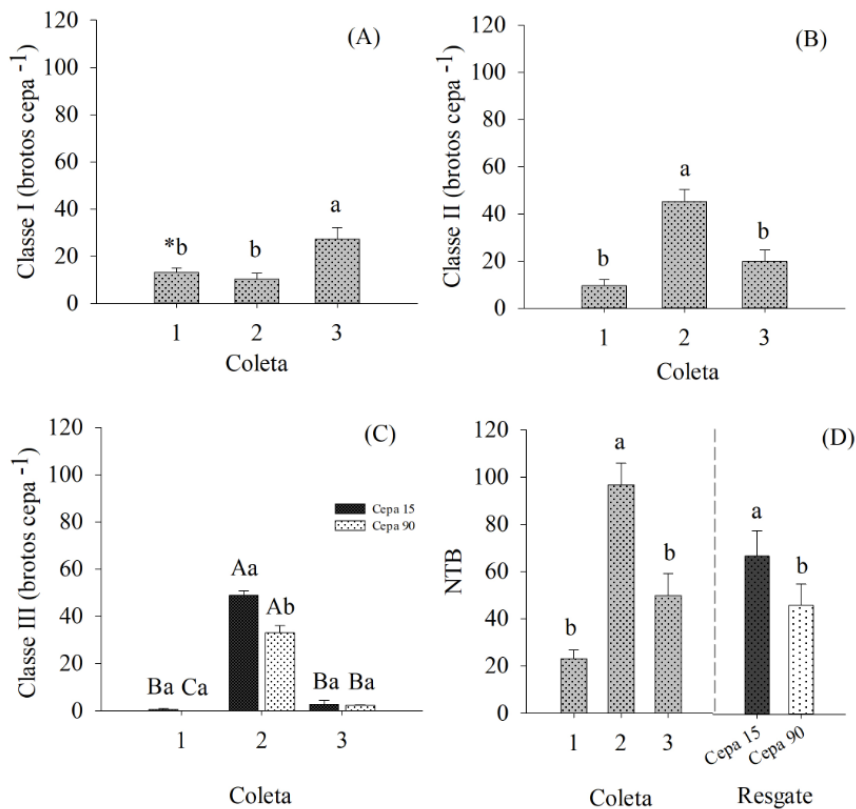 (A)
Classe I (brotos cepa -1)
120
100
80
60
40
20
0
*b
b
a
1 2 3
Coleta
(B)
Classe II (brotos cepa -1)
120
100
80
60
40
20
0
b
a
b
1 2 3
Coleta
(C)
Classe III (brotos cepa -1)
120
100
80
60
40
20
0
Cepa 15
Cepa 90
Ba Ca
Aa
Ab
Ba Ba
1 2 3
Coleta
(D)
NTB
120
100
80
60
40
20
0
b
a
b
a
b
1 2 3
Cepa 15
Cepa 90
Coleta
Resgate